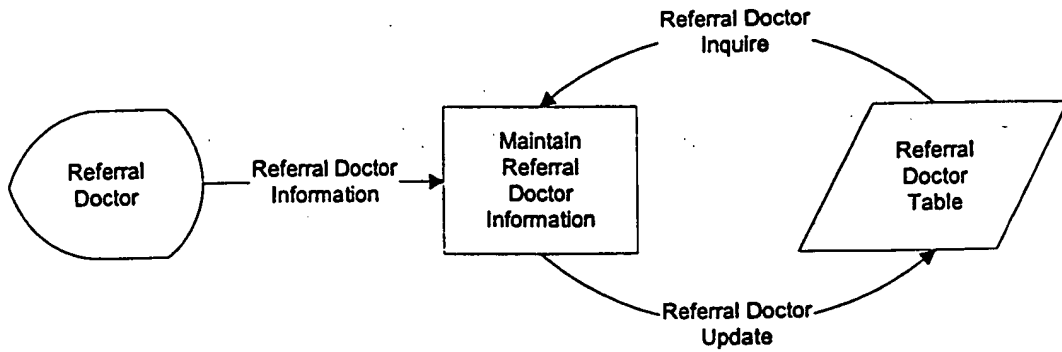 Referral Doctor
Inquire
Referral
Doctor
Referral Doctor
Information
Maintain
Referral
Doctor
Information
Referral
Doctor
Table
Referral Doctor
Update